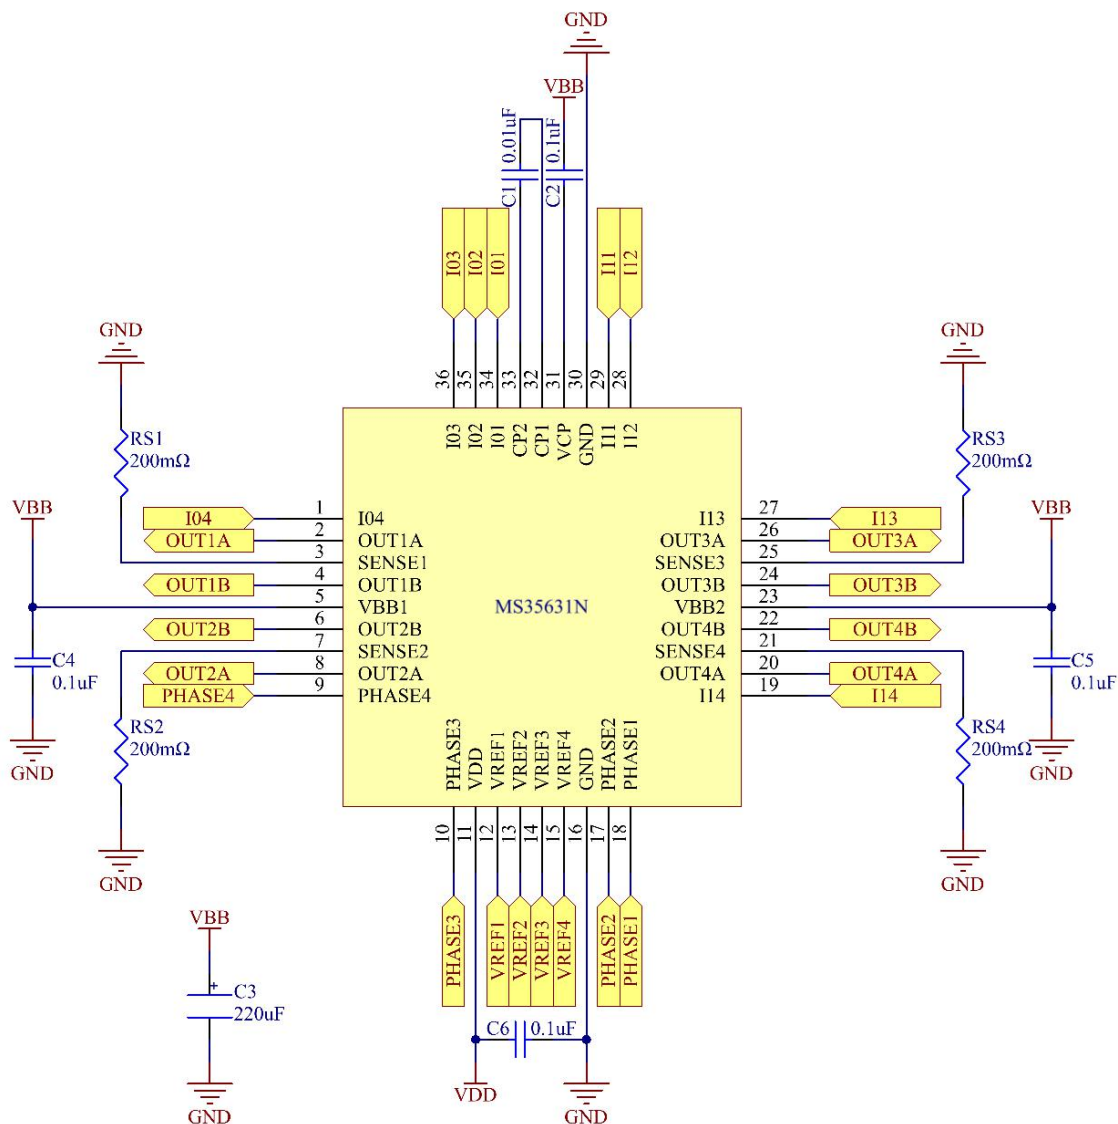 GND
VBB
0.01uF
0.1uF
C1
C2
I03
I02
I01
I11
I12
GND
GND
36
35
34
33
32
31
30
29
28
I03
I02
I01
CP2
CP1
VCP
GND
I11
I12
RS1
200mΩ
RS3
200mΩ
VBB
VBB
I04
1
I04
I13
27
I13
OUT1A
2
OUT1A
OUT3A
26
OUT3A
3
SENSE1
SENSE3
25
OUT1B
4
OUT1B
OUT3B
24
OUT3B
5
VBB1
MS35631N
VBB2
23
OUT2B
6
OUT2B
OUT4B
22
OUT4B
7
SENSE2
SENSE4
21
C4
0.1uF
C5
0.1uF
OUT2A
8
OUT2A
OUT4A
20
OUT4A
PHASE4
9
PHASE4
I14
19
I14
RS2
200mΩ
RS4
200mΩ
GND
GND
PHASE3
VDD
VREF1
VREF2
VREF3
VREF4
GND
PHASE2
PHASE1
10
11
12
13
14
15
16
17
18
GND
GND
PHASE3
VREF1
VREF2
VREF3
VREF4
PHASE2
PHASE1
VBB
+
C3
220uF
C6
0.1uF
VDD
GND
GND